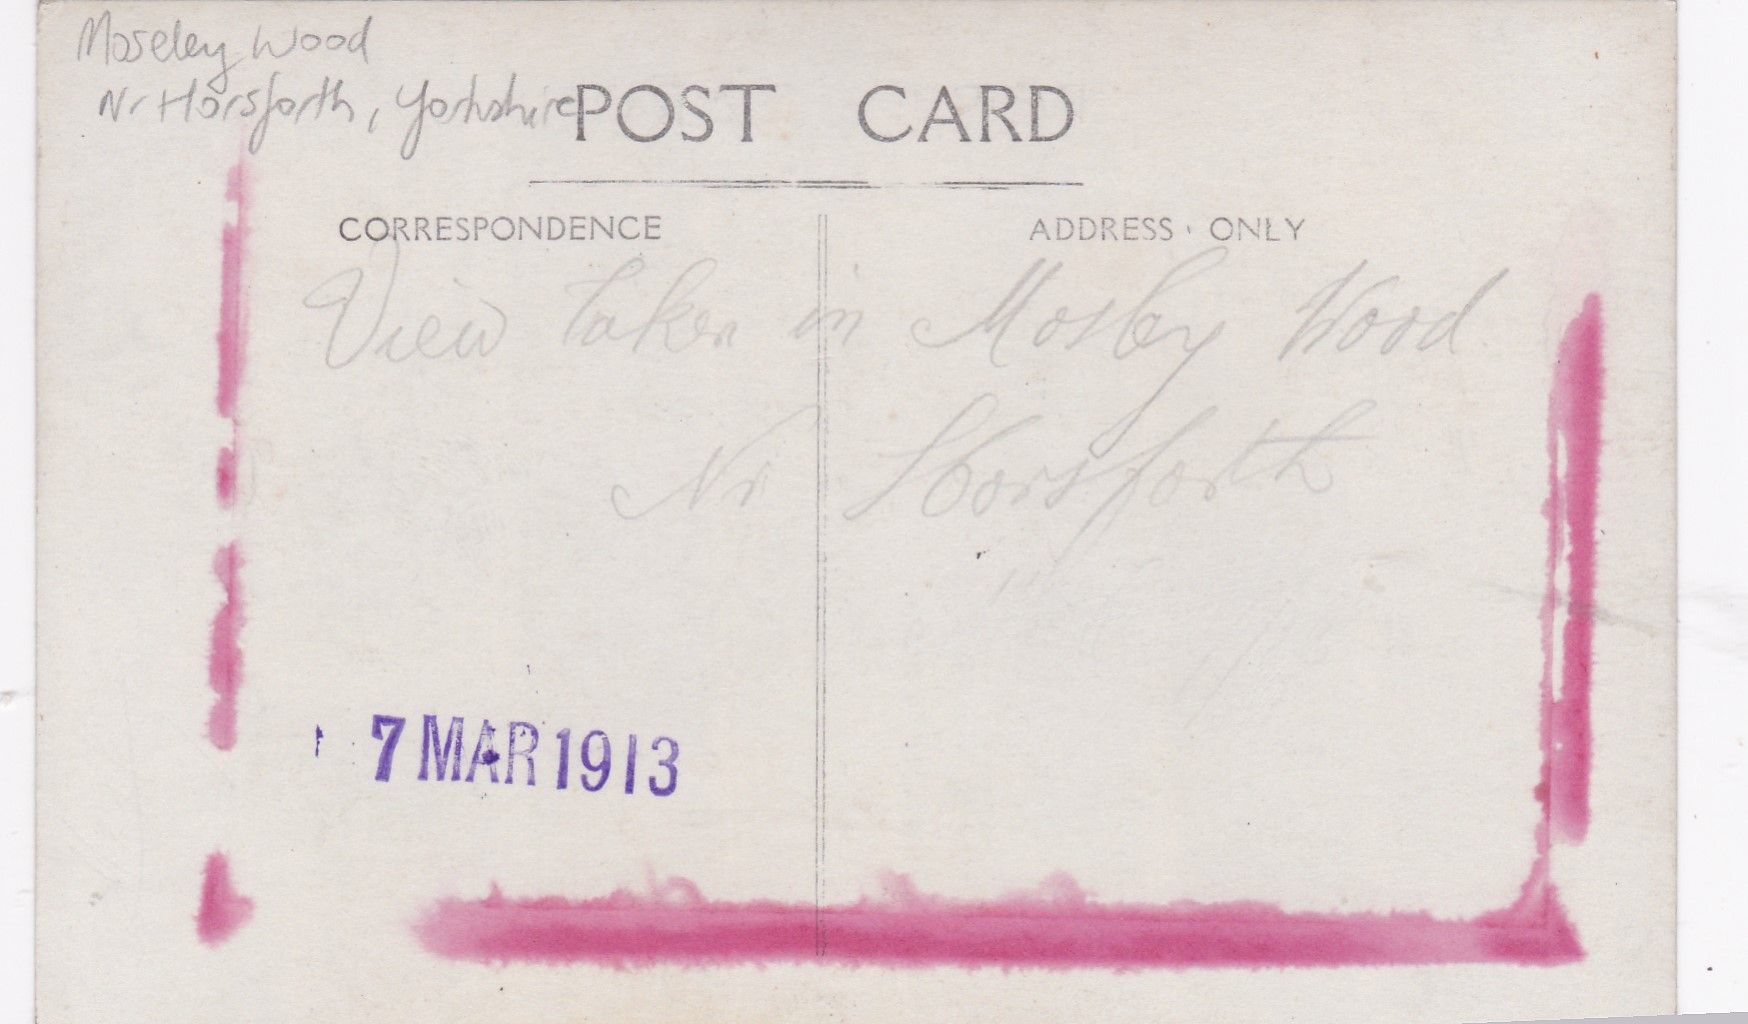 Moseley Wood
Nr Horsforth, Yorkshire
POST CARD
CORRESPONDENCE
ADDRESS · ONLY
View taken in Mosley Wood
Nr Horsforth
7 MAR 1913